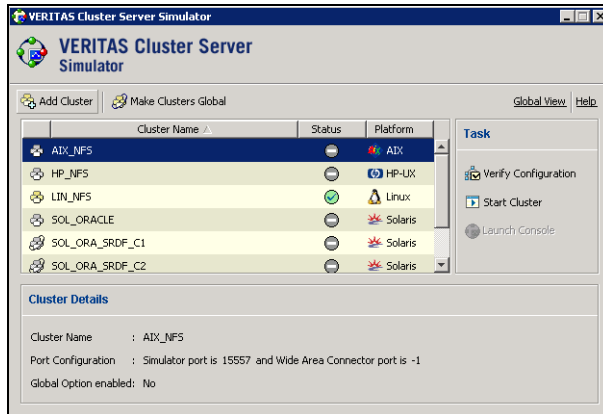 VERITAS Cluster Server Simulator
VERITAS Cluster Server
Simulator
Add Cluster Make Clusters Global Global View Help
Cluster Name Status Platform
AIX_NFS AIX
HP_NFS HP-UX
LIN_NFS Linux
SOL_ORACLE Solaris
SOL_ORA_SRDF_C1 Solaris
SOL_ORA_SRDF_C2 Solaris
Task
Verify Configuration
Start Cluster
Launch Console
Cluster Details
Cluster Name : AIX_NFS
Port Configuration : Simulator port is 15557 and Wide Area Connector port is -1
Global Option enabled: No